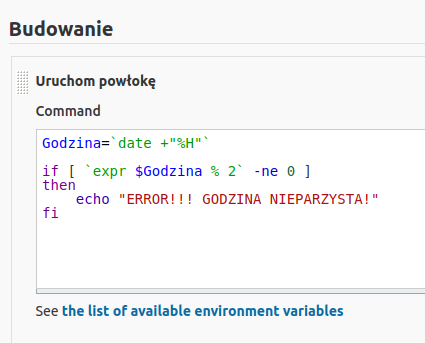 Budowanie
Uruchom powłokę
Command
Godzina=`date +"%H"`
if [ `expr $Godzina % 2` -ne 0 ]
then
    echo "ERROR!!! GODZINA NIEPARZYSTA!"
fi
See the list of available environment variables